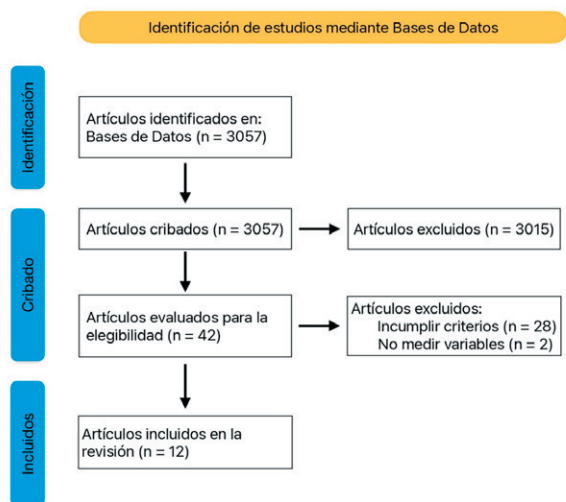 Identificación de estudios mediante Bases de Datos
Identificación
Artículos identificados en:
Bases de Datos (n = 3057)
Cribado
Artículos cribados (n = 3057)
Artículos excluidos (n = 3015)
Artículos evaluados para la
elegibilidad (n = 42)
Artículos excluidos:
Incumplir criterios (n = 28)
No medir variables (n = 2)
Incluidos
Artículos incluidos en la
revisión (n = 12)